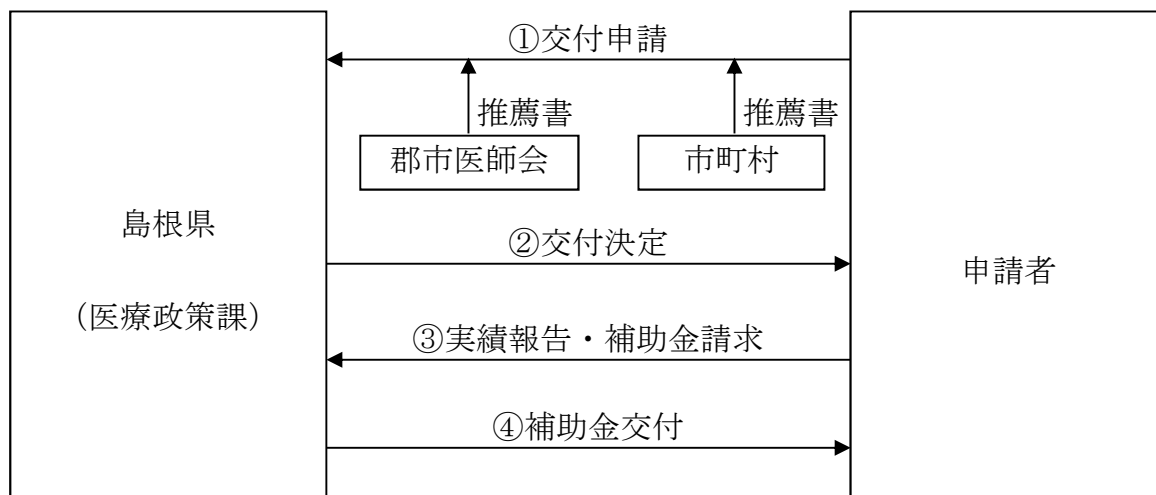 ①交付申請
推薦書
推薦書
郡市医師会
市町村
島根県
(医療政策課)
②交付決定
申請者
③実績報告・補助金請求
④補助金交付